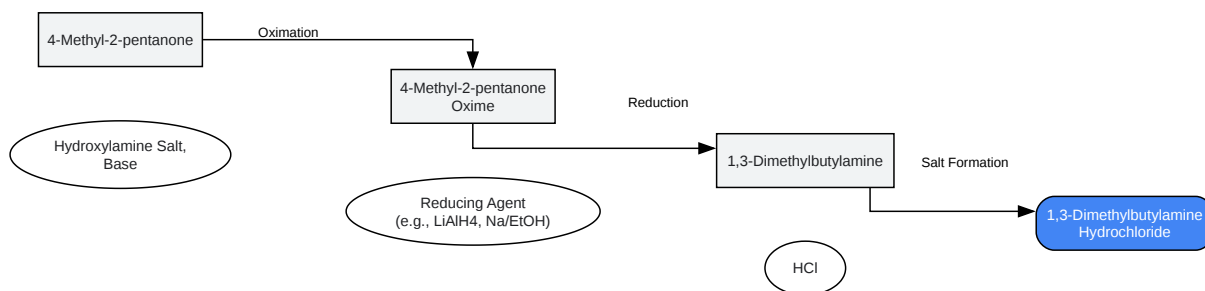 4-Methyl-2-pentanone
Oximation
4-Methyl-2-pentanone
Oxime
Reduction
Hydroxylamine Salt,
Base
1,3-Dimethylbutylamine
Salt Formation
Reducing Agent
(e.g., LiAlH4, Na/EtOH)
1,3-Dimethylbutylamine
Hydrochloride
HCl